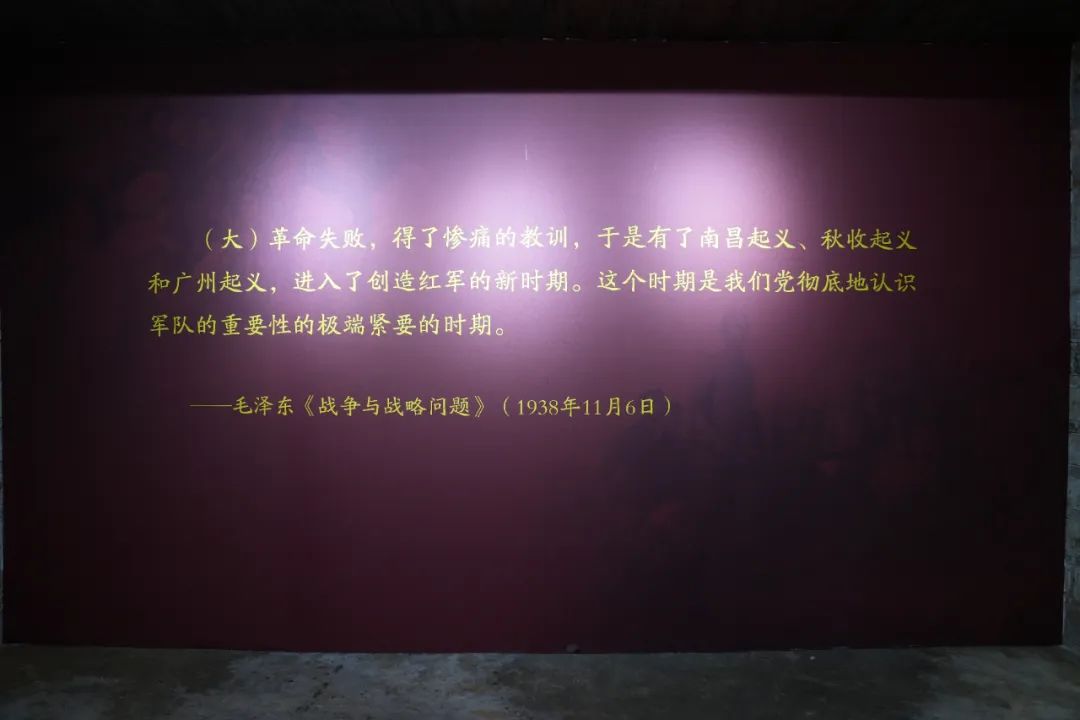 （大）革命失败，得了惨痛的教训，于是有了南昌起义、秋收起义
和广州起义，进入了创造红军的新时期。这个时期是我们党彻底地认识
军队的重要性的极端紧要的时期。
——毛泽东《战争与战略问题》（1938年11月6日）